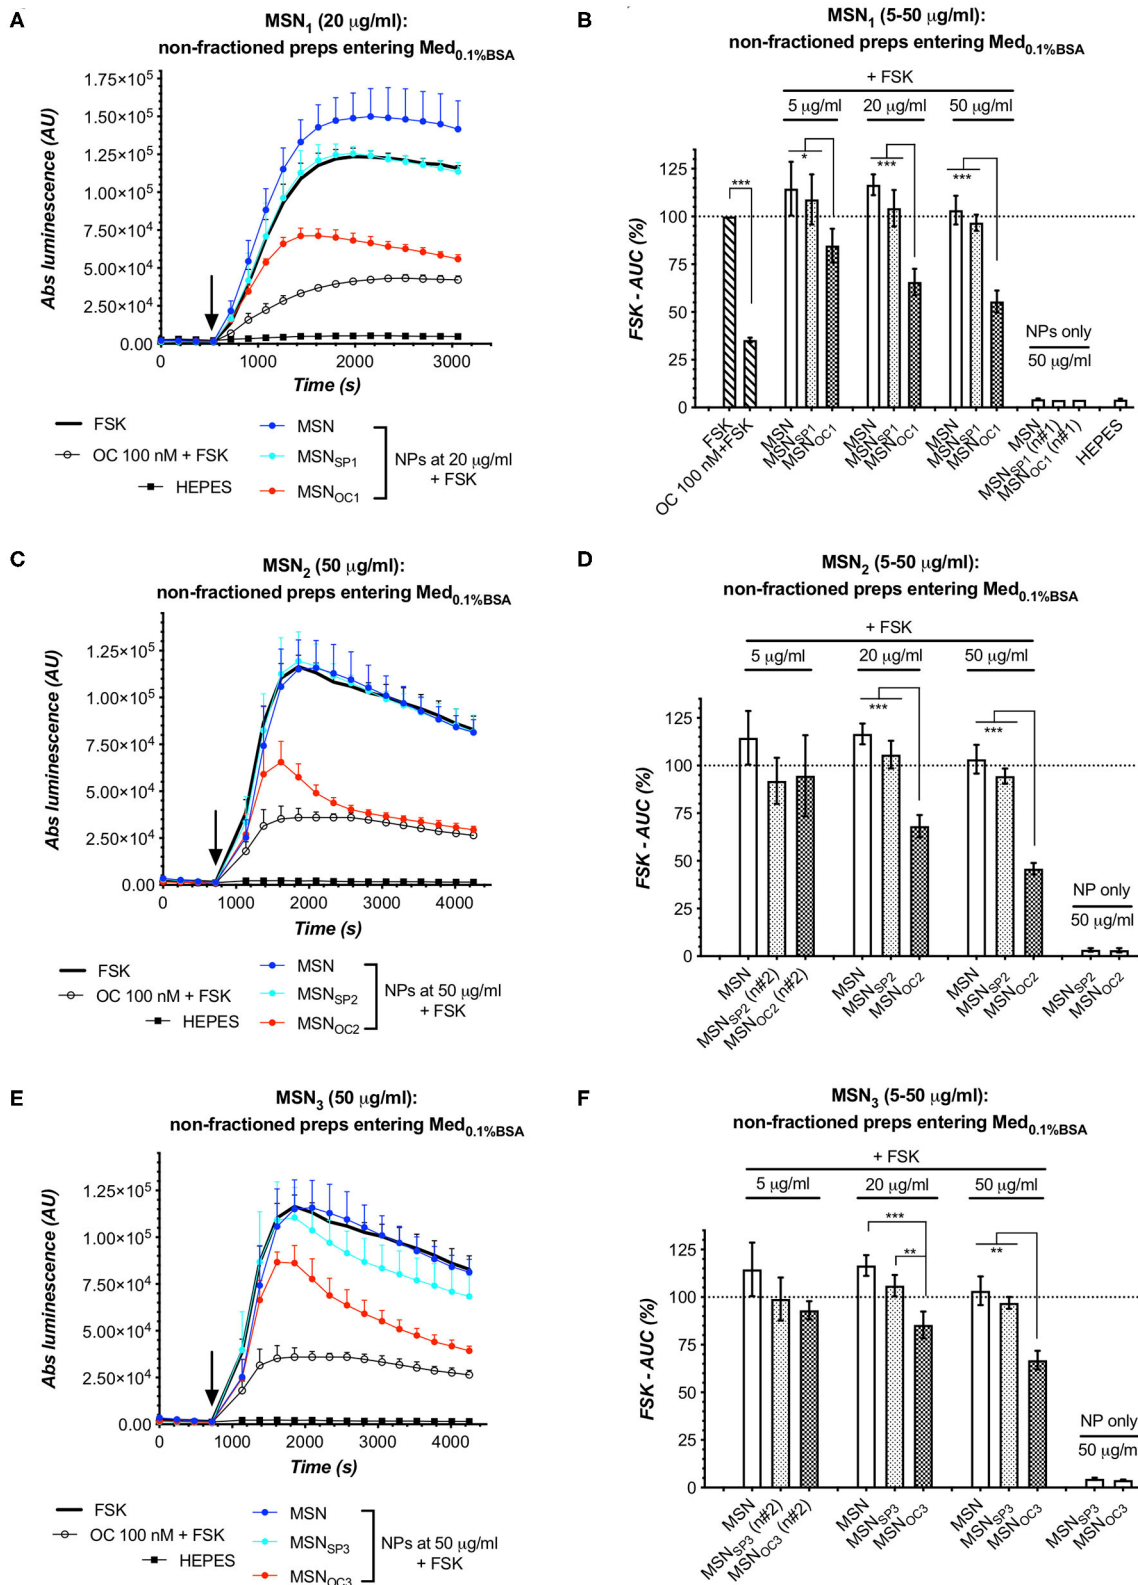 A
MSN1 (20 μg/ml):
non-fractioned preps entering Med0.1%BSA
Abs luminescence (AU)
1.75×10^5
1.50×10^5
1.25×10^5
1.00×10^5
7.50×10^4
5.00×10^4
2.50×10^4
0.00
0 1000 2000 3000
Time (s)
FSK
OC 100 nM + FSK
HEPES
MSN
MSNSP1
MSNOC1
NPs at 20 μg/ml
+ FSK
B
MSN1 (5-50 μg/ml):
non-fractioned preps entering Med0.1%BSA
+ FSK
5 μg/ml 20 μg/ml 50 μg/ml
FSK - AUC (%)
125
100
75
50
25
0
*** * *** ***
NPs only
50 μg/ml
FSK
OC 100 nM+FSK
MSN
MSNSP1
MSNOC1
MSN
MSNSP1
MSNOC1
MSN
MSNSP1
MSNOC1
MSN
MSNSP1 (n#1)
MSNOC1 (n#1)
HEPES
C
MSN2 (50 μg/ml):
non-fractioned preps entering Med0.1%BSA
Abs luminescence (AU)
1.25×10^5
1.00×10^5
7.50×10^4
5.00×10^4
2.50×10^4
0.00
0 1000 2000 3000 4000
Time (s)
FSK
OC 100 nM + FSK
HEPES
MSN
MSNSP2
MSNOC2
NPs at 50 μg/ml
+ FSK
D
MSN2 (5-50 μg/ml):
non-fractioned preps entering Med0.1%BSA
+ FSK
5 μg/ml 20 μg/ml 50 μg/ml
FSK - AUC (%)
125
100
75
50
25
0
*** ***
NP only
50 μg/ml
MSN
MSNSP2 (n#2)
MSNOC2 (n#2)
MSN
MSNSP2
MSNOC2
MSN
MSNSP2
MSNOC2
MSNSP2
MSNOC2
E
MSN3 (50 μg/ml):
non-fractioned preps entering Med0.1%BSA
Abs luminescence (AU)
1.25×10^5
1.00×10^5
7.50×10^4
5.00×10^4
2.50×10^4
0.00
0 1000 2000 3000 4000
Time (s)
FSK
OC 100 nM + FSK
HEPES
MSN
MSNSP3
MSNOC3
NPs at 50 μg/ml
+ FSK
F
MSN3 (5-50 μg/ml):
non-fractioned preps entering Med0.1%BSA
+ FSK
5 μg/ml 20 μg/ml 50 μg/ml
FSK - AUC (%)
125
100
75
50
25
0
*** ** **
NP only
50 μg/m
MSN
MSNSP3 (n#2)
MSNOC3 (n#2)
MSN
MSNSP3
MSNOC3
MSN
MSNSP3
MSNOC3
MSNSP3
MSNOC3